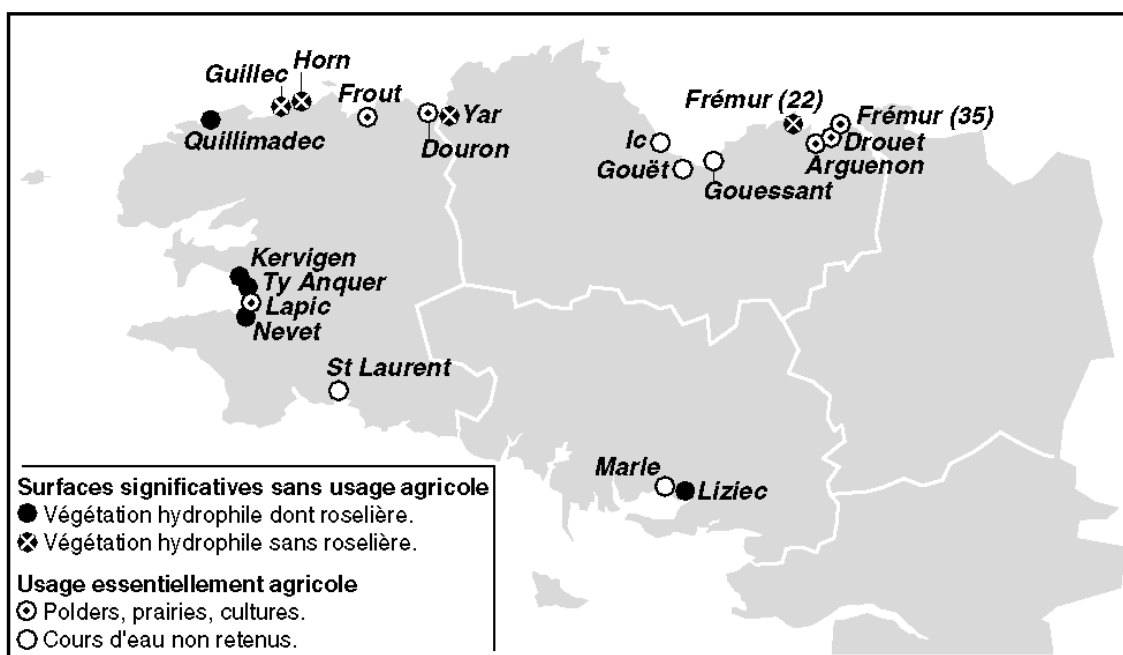 Horn
Guillec
Frout
Quillimadec
Yar
Douron
Frémur (22)
Frémur (35)
Ic
Drouet
Gouët
Arguenon
Gouessant
Kervigen
Ty Anquer
Lapic
Nevet
St Laurent
Marle
Liziec
Surfaces significatives sans usage agricole
Végétation hydrophile dont roselière.
Végétation hydrophile sans roselière.
Usage essentiellement agricole
Polders, prairies, cultures.
Cours d'eau non retenus.